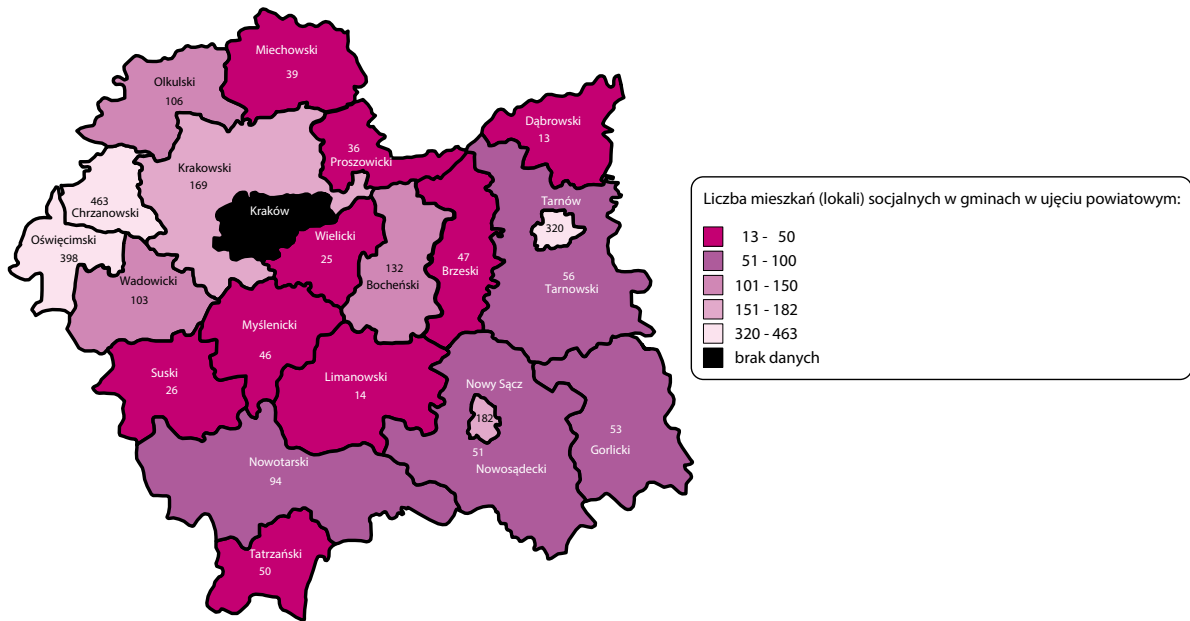 Miechowski
39
Olkulski
106
Dąbrowski
13
36
Proszowicki
Krakowski
169
463
Chrzanowski
Kraków
Tarnów
320
Oświęcimski
398
Wielicki
25
132
Bocheński
47
Brzeski
56
Tarnowski
Wadowicki
103
Myślenicki
46
Suski
26
Limanowski
14
Nowy Sącz
182
51
Nowosądecki
53
Gorlicki
Nowotarski
94
Tatrzański
50
Liczba mieszkań (lokali) socjalnych w gminach w ujęciu powiatowym:
13 - 50
51 - 100
101 - 150
151 - 182
320 - 463
brak danych